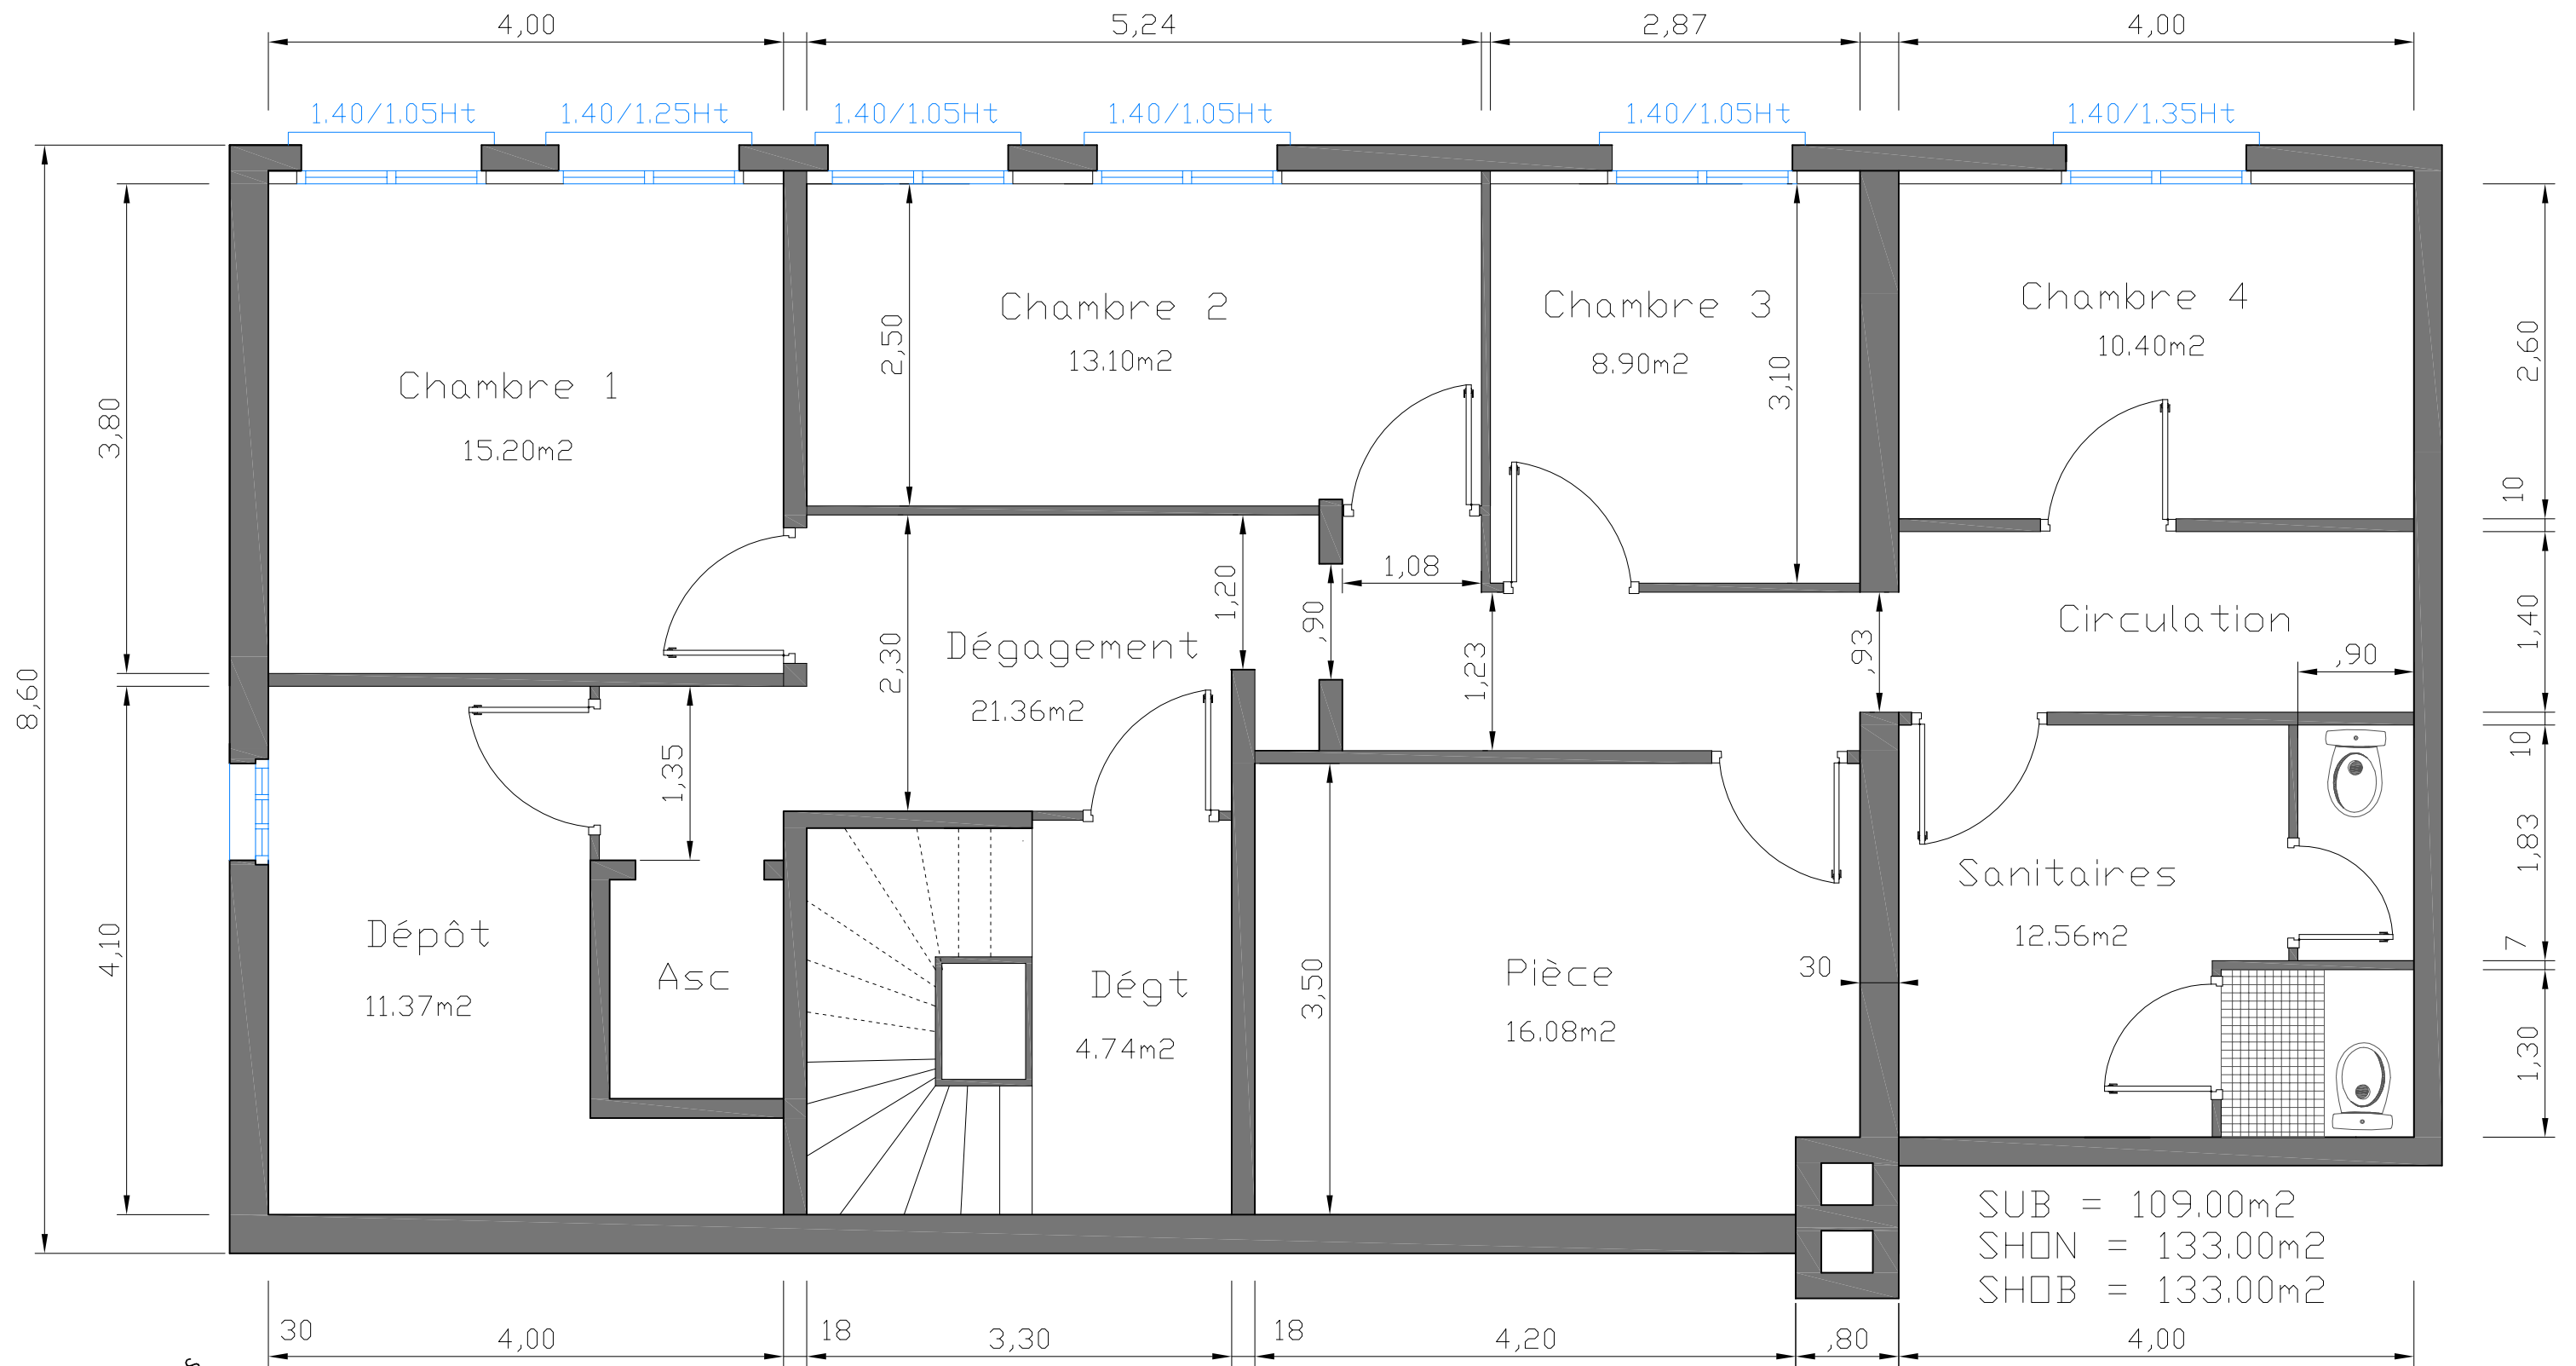 4,00 5,24 2,87 4,00
1.40/1.05Ht 1.40/1.25Ht 1.40/1.05Ht 1.40/1.05Ht 1.40/1.05Ht 1.40/1.35Ht
8,60
3,80
4,10
Chambre 1
15.20m2
Chambre 2
13.10m2
2,50
Chambre 3
8.90m2
3,10
Chambre 4
10.40m2
2,60
10
1,40
10
1,83
7
1,30
Dégagement
21.36m2
2,30
1,20
,90
1,08
1,23
,93
Circulation
,90
1,35
Dépôt
11.37m2
Asc
Dégt
4.74m2
3,50
Pièce
16.08m2
30
Sanitaires
12.56m2
SUB = 109.00m2
SHON = 133.00m2
SHOB = 133.00m2
30 4,00 18 3,30 18 4,20 ,80 4,00